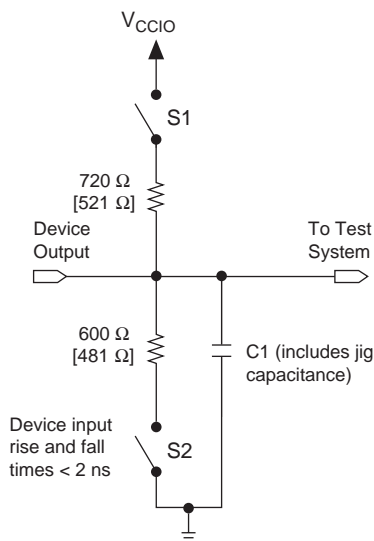 VCCIO
S1
720 Ω
[521 Ω]
Device
Output
To Test
System
600 Ω
[481 Ω]
C1 (includes jig
capacitance)
Device input
rise and fall
times < 2 ns
S2